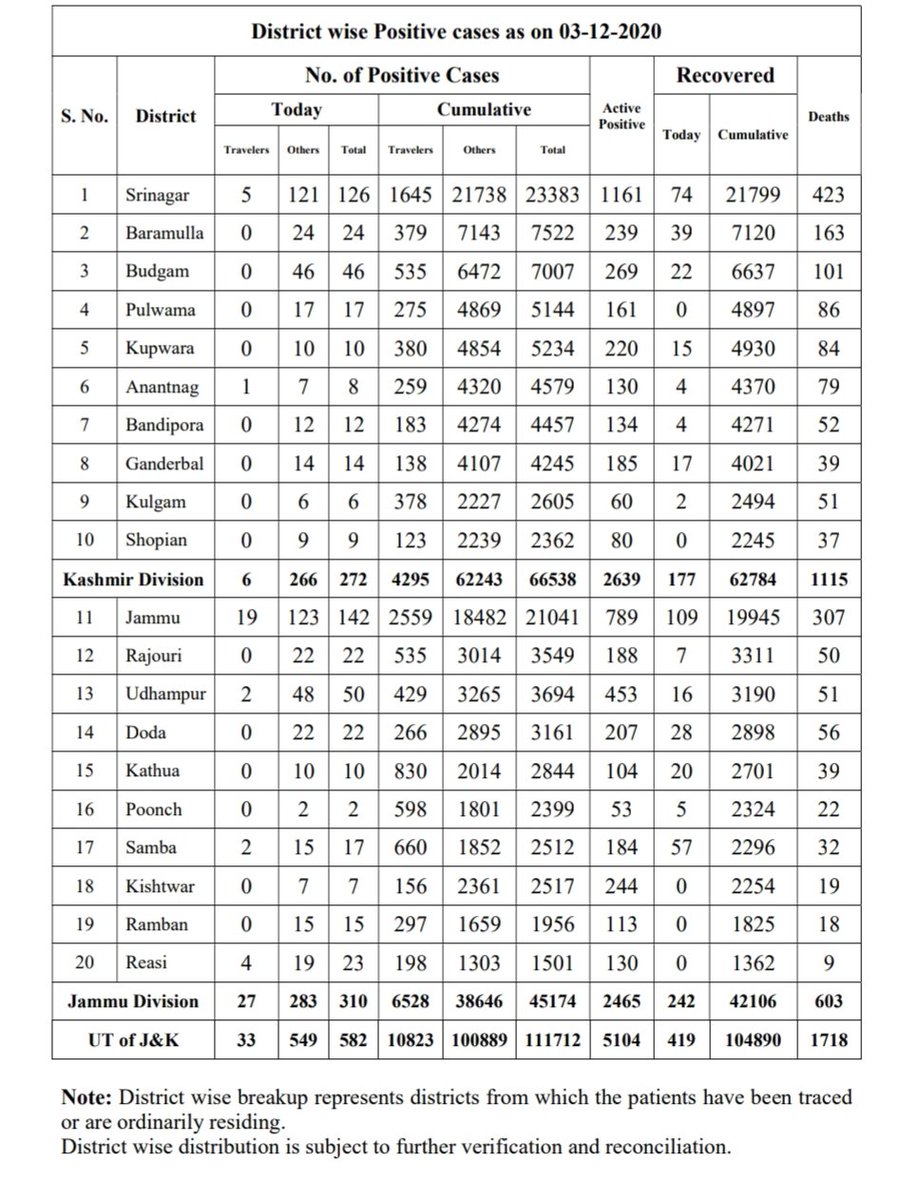 District wise Positive cases as on 03-12-2020
S. No. District No. of Positive Cases Active Positive Recovered Deaths
Today Cumulative Today Cumulative
Travelers Others Total Travelers Others Total
1 Srinagar 5 121 126 1645 21738 23383 1161 74 21799 423
2 Baramulla 0 24 24 379 7143 7522 239 39 7120 163
3 Budgam 0 46 46 535 6472 7007 269 22 6637 101
4 Pulwama 0 17 17 275 4869 5144 161 0 4897 86
5 Kupwara 0 10 10 380 4854 5234 220 15 4930 84
6 Anantnag 1 7 8 259 4320 4579 130 4 4370 79
7 Bandipora 0 12 12 183 4274 4457 134 4 4271 52
8 Ganderbal 0 14 14 138 4107 4245 185 17 4021 39
9 Kulgam 0 6 6 378 2227 2605 60 2 2494 51
10 Shopian 0 9 9 123 2239 2362 80 0 2245 37
Kashmir Division 6 266 272 4295 62243 66538 2639 177 62784 1115
11 Jammu 19 123 142 2559 18482 21041 789 109 19945 307
12 Rajouri 0 22 22 535 3014 3549 188 7 3311 50
13 Udhampur 2 48 50 429 3265 3694 453 16 3190 51
14 Doda 0 22 22 266 2895 3161 207 28 2898 56
15 Kathua 0 10 10 830 2014 2844 104 20 2701 39
16 Poonch 0 2 2 598 1801 2399 53 5 2324 22
17 Samba 2 15 17 660 1852 2512 184 57 2296 32
18 Kishtwar 0 7 7 156 2361 2517 244 0 2254 19
19 Ramban 0 15 15 297 1659 1956 113 0 1825 18
20 Reasi 4 19 23 198 1303 1501 130 0 1362 9
Jammu Division 27 283 310 6528 38646 45174 2465 242 42106 603
UT of J&K 33 549 582 10823 100889 111712 5104 419 104890 1718
Note: District wise breakup represents districts from which the patients have been traced
or are ordinarily residing.
District wise distribution is subject to further verification and reconciliation.